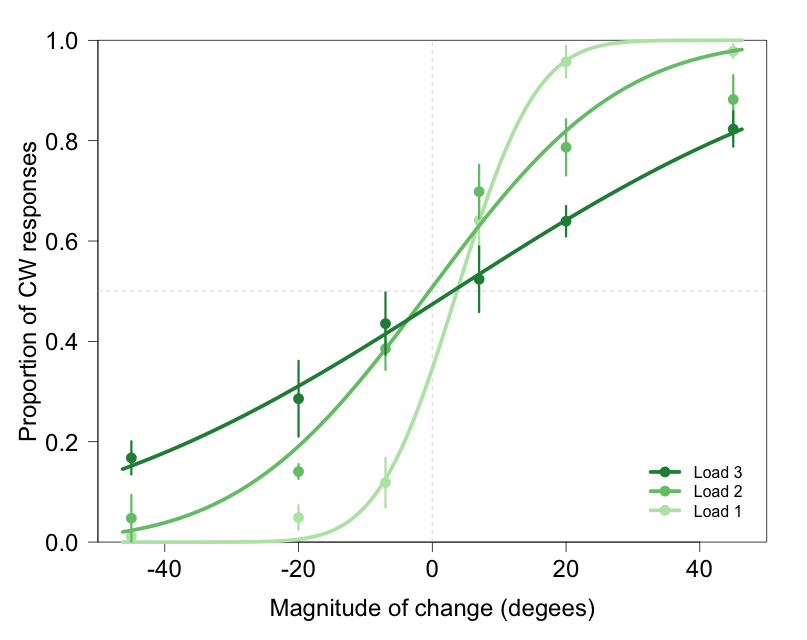 1.0
0.8
0.6
0.4
0.2
0.0
Proportion of CW responses
-40
-20
0
20
40
Magnitude of change (degees)
Load 3
Load 2
Load 1